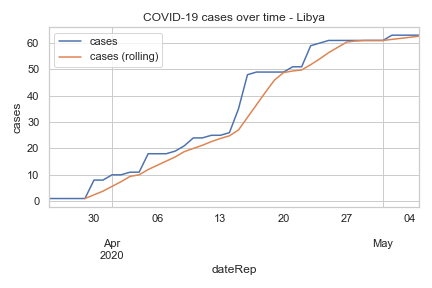 COVID-19 cases over time - Libya
cases
cases (rolling)
cases
60
50
40
30
20
10
0
30 06 13 20 27 04
Apr May
2020
dateRep